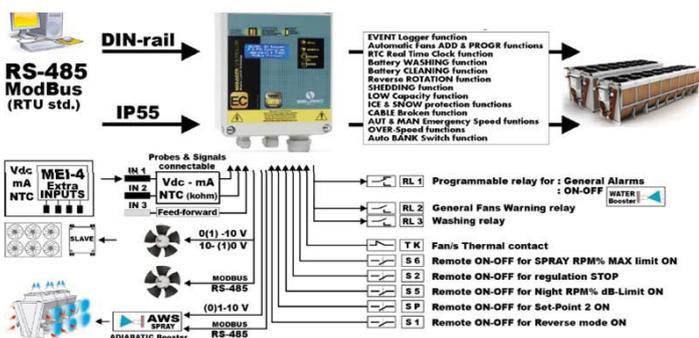 DIN-rail
RS-485
ModBus
(RTU std.)
IP55
EC
EVENT Logger function
Automatic Fans ADD & PROGR functions
RTC Real Time Clock function
Battery WASHING function
Battery CLEANING function
Reverse ROTATION function
SHEDDING function
LOW Capacity function
ICE & SNOW protection functions
CABLE Broken function
AUT & MAN Emergency Speed funtions
OVER-Speed funtions
Auto BANK Switch function
Probes & Signals
connectable
Vdc
mA
NTC
MEI-4
Extra
INPUTS
IN 1
IN 2
IN 3
Vdc - mA
NTC (kohm)
Feed-forward
SLAVE
0(1) -10 V
10- (1)0 V
MODBUS
RS-485
(0)1-10 V
MODBUS
RS-485
AWS
SPRAY
ADIABATIC Booster
RL 1 Programmable relay for : General Alarms
: ON-OFF
WATER
Booster
RL 2 General Fans Warning relay
RL 3 Washing relay
T K Fan/s Thermal contact
S 6 Remote ON-OFF for SPRAY RPM% MAX limit ON
S 2 Remote ON-OFF for regulation STOP
S 5 Remote ON-OFF for Night RPM% dB-Limit ON
S P Remote ON-OFF for Set-Point 2 ON
S 1 Remote ON-OFF for Reverse mode ON